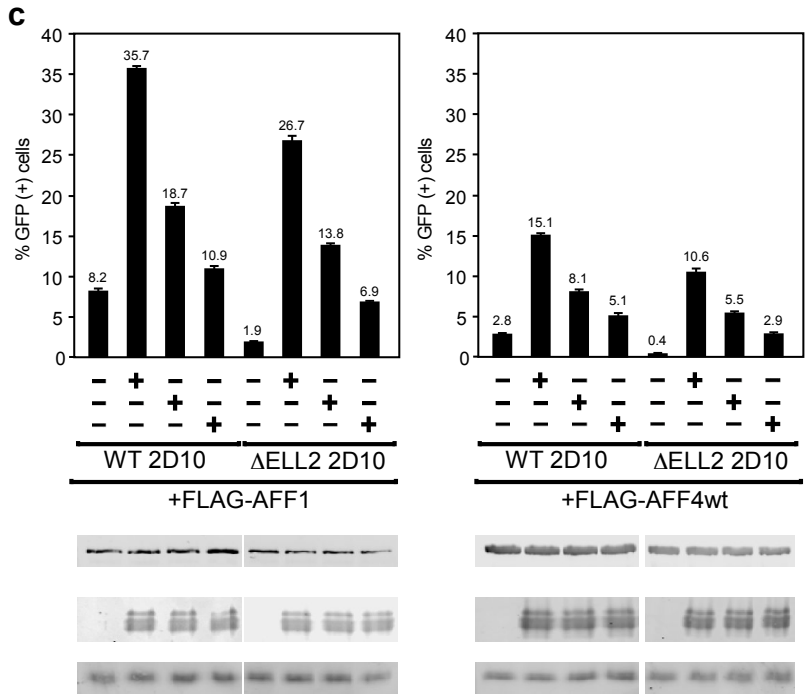 c
40
35
30
25
20
15
10
5
0
% GFP (+) cells
8.2
35.7
18.7
10.9
1.9
26.7
13.8
6.9
– + – – – + – –
– – + – – – + –
– – – + – – – +
WT 2D10 ΔELL2 2D10
+FLAG-AFF1
40
35
30
25
20
15
10
5
0
% GFP (+) cells
2.8
15.1
8.1
5.1
0.4
10.6
5.5
2.9
– + – – – + – –
– – + – – – + –
– – – + – – – +
WT 2D10 ΔELL2 2D10
+FLAG-AFF4wt